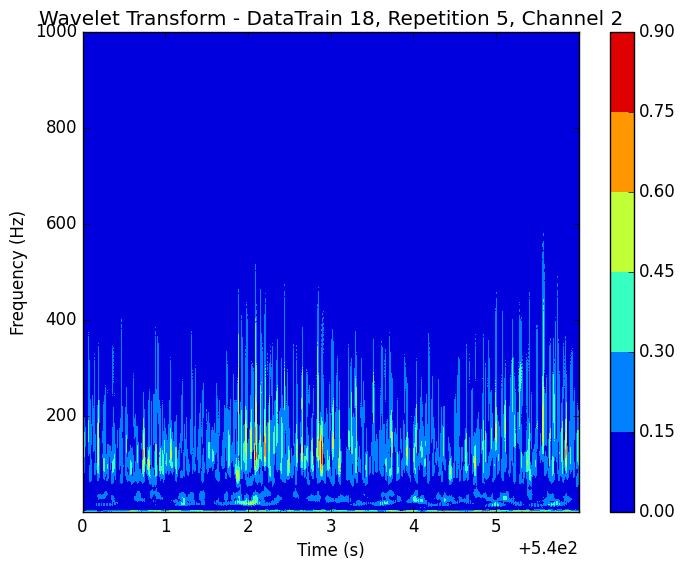 Wavelet Transform - DataTrain 18, Repetition 5, Channel 2
1000
800
600
400
200
Frequency (Hz)
0 1 2 3 4 5
Time (s)
+5.4e2
0.90
0.75
0.60
0.45
0.30
0.15
0.00